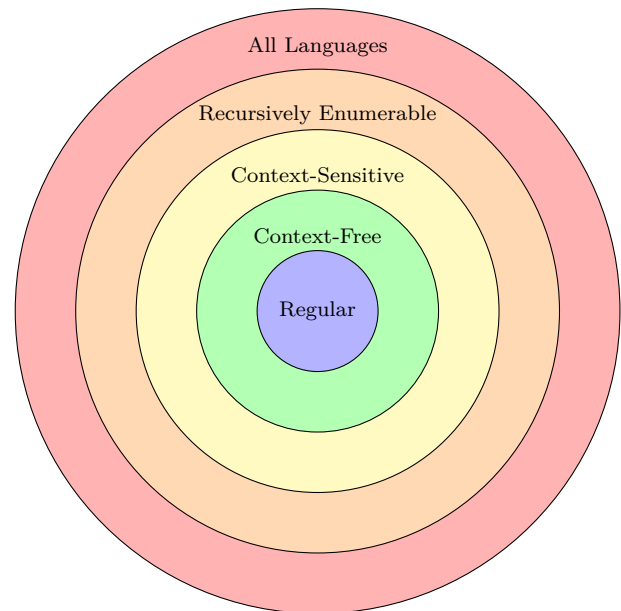 All Languages
Recursively Enumerable
Context-Sensitive
Context-Free
Regular